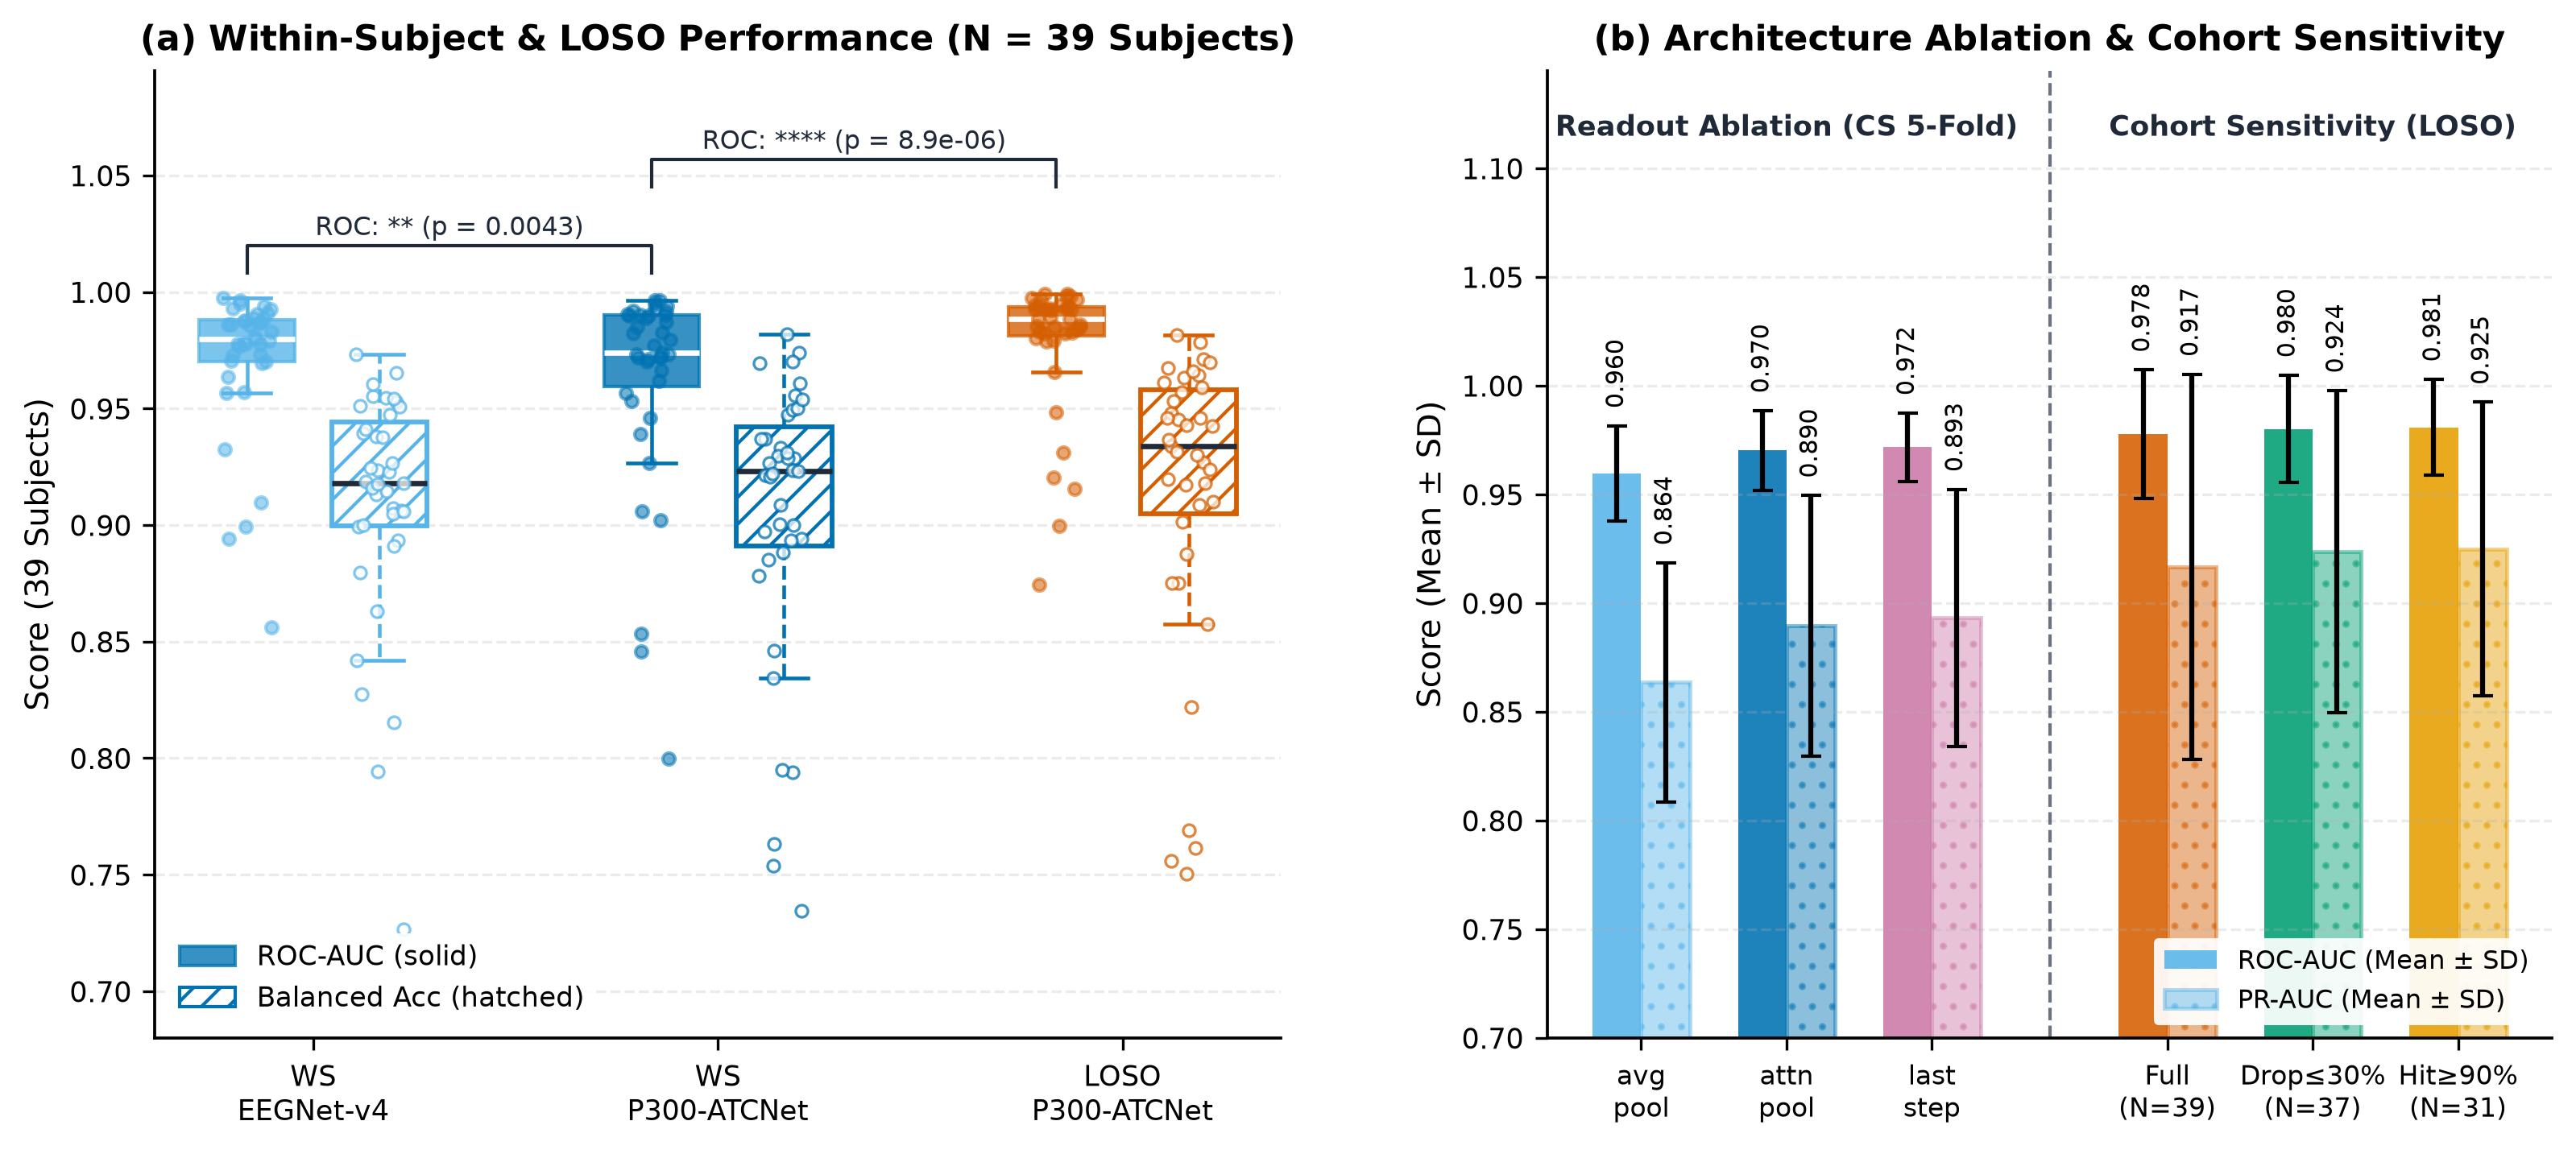 (a) Within-Subject & LOSO Performance (N = 39 Subjects)
Score (39 Subjects)
1.05
1.00
0.95
0.90
0.85
0.80
0.75
0.70
ROC: **** (p = 8.9e-06)
ROC: ** (p = 0.0043)
ROC-AUC (solid)
Balanced Acc (hatched)
WS
EEGNet-v4
WS
P300-ATCNet
LOSO
P300-ATCNet
(b) Architecture Ablation & Cohort Sensitivity
Score (Mean ± SD)
1.10
1.05
1.00
0.95
0.90
0.85
0.80
0.75
0.70
Readout Ablation (CS 5-Fold)
Cohort Sensitivity (LOSO)
0.960
0.864
0.970
0.890
0.972
0.893
0.978
0.917
0.980
0.924
0.981
0.925
ROC-AUC (Mean ± SD)
PR-AUC (Mean ± SD)
avg
pool
attn
pool
last
step
Full
(N=39)
Drop≤30%
(N=37)
Hit≥90%
(N=31)